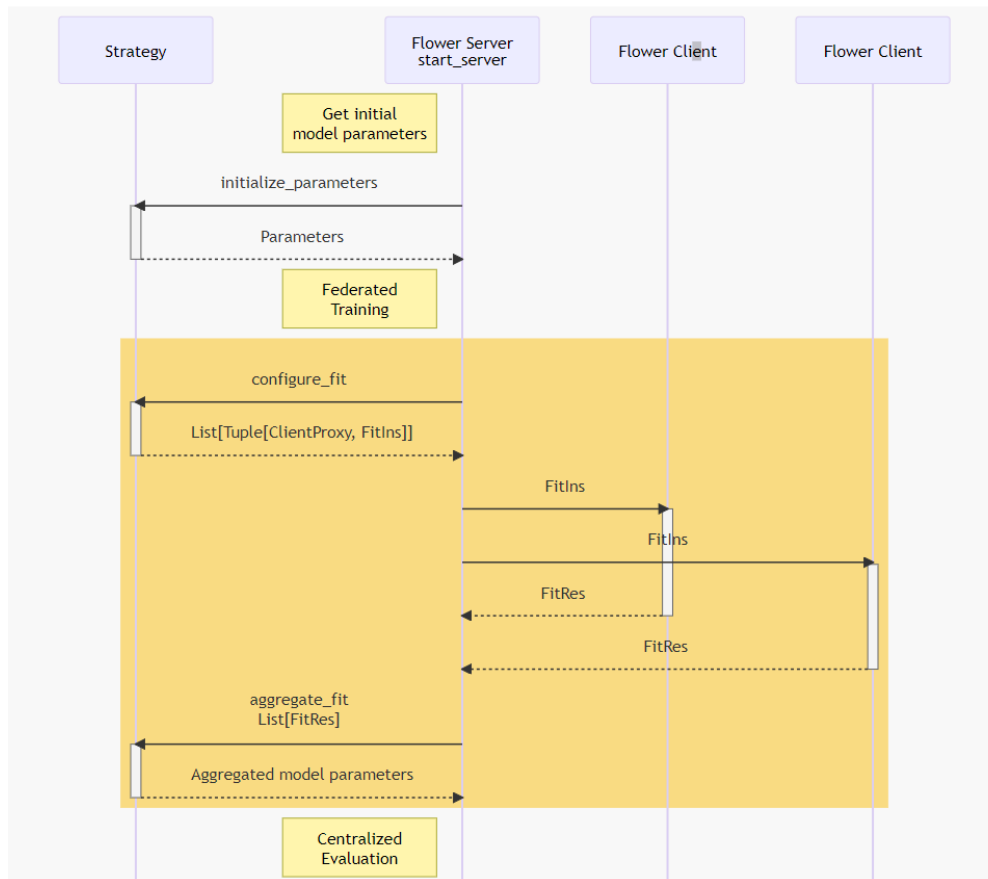 Strategy
Flower Server
start_server
Flower Client
Flower Client
Get initial
model parameters
initialize_parameters
Parameters
Federated
Training
configure_fit
List[Tuple[ClientProxy, FitIns]]
FitIns
FitIns
FitRes
FitRes
aggregate_fit
List[FitRes]
Aggregated model parameters
Centralized
Evaluation